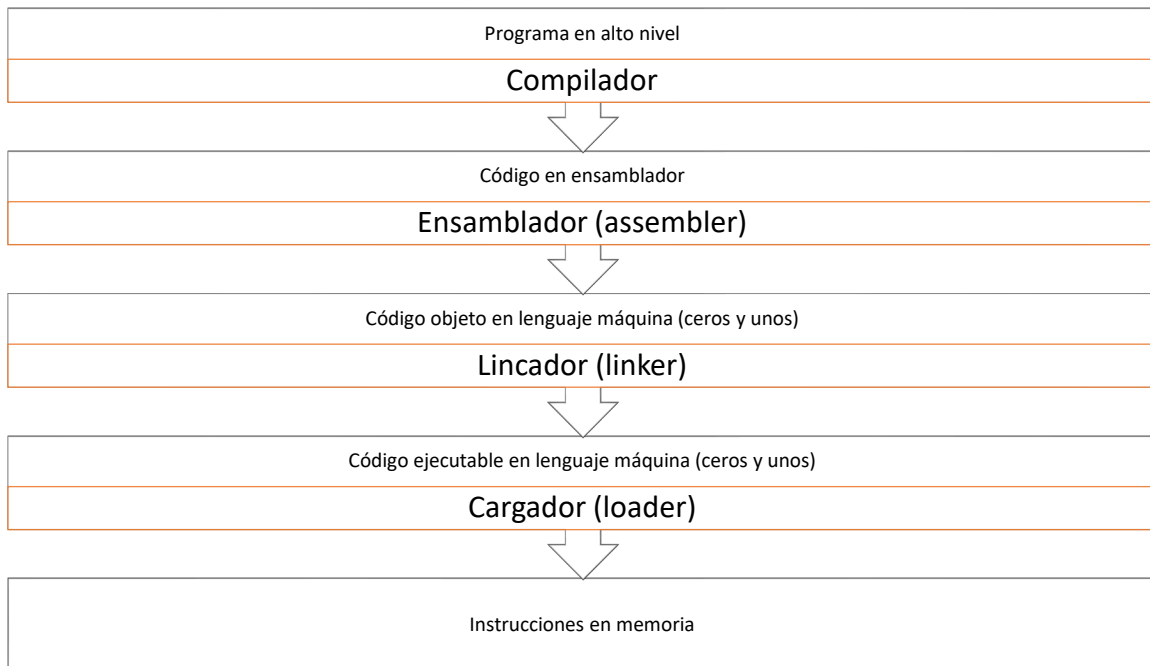 Programa en alto nivel
Compilador
Código en ensamblador
Ensamblador (assembler)
Código objeto en lenguaje máquina (ceros y unos)
Lincador (linker)
Código ejecutable en lenguaje máquina (ceros y unos)
Cargador (loader)
Instrucciones en memoria